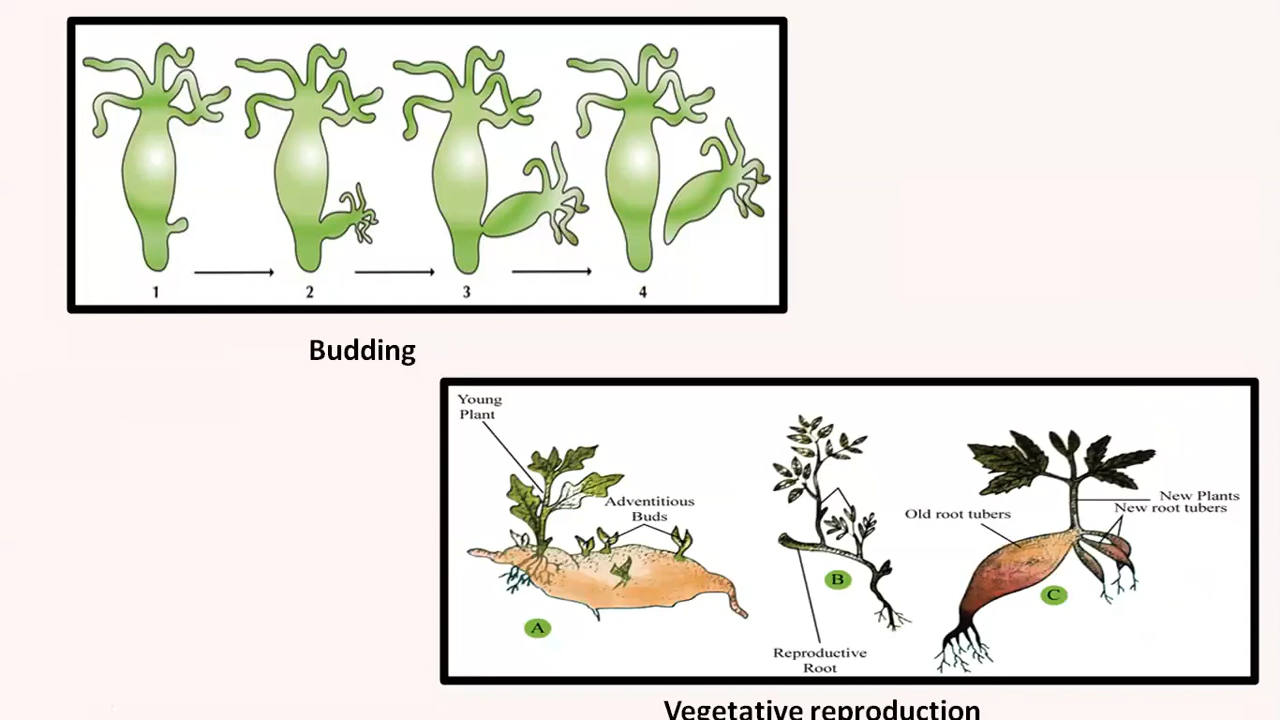 1 2 3 4
Budding
Young
Plant
Adventitious
Buds
A
B
Reproductive
Root
Old root tubers
New Plants
New root tubers
C
Vegetative reproduction